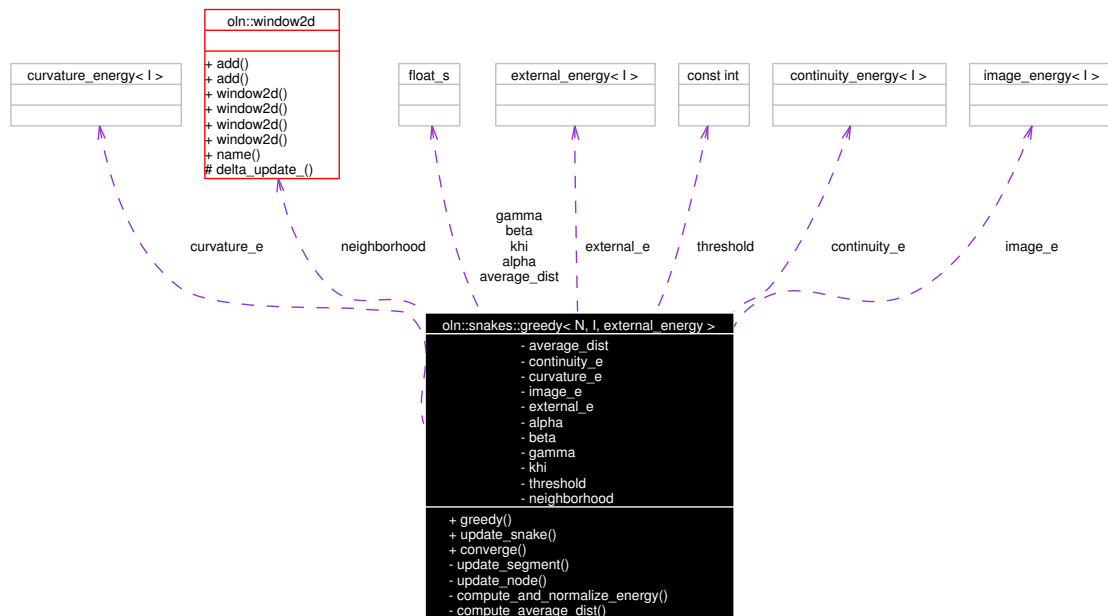 oln::window2d
+ add()
+ add()
+ window2d()
+ window2d()
+ window2d()
+ window2d()
+ name()
# delta_update_()
curvature_energy< I >
float_s
external_energy< I >
const int
continuity_energy< I >
image_energy< I >
curvature_e
neighborhood
gamma
beta
khi
alpha
average_dist
external_e
threshold
continuity_e
image_e
oln::snakes::greedy< N, I, external_energy >
- average_dist
- continuity_e
- curvature_e
- image_e
- external_e
- alpha
- beta
- gamma
- khi
- threshold
- neighborhood
+ greedy()
+ update_snake()
+ converge()
- update_segment()
- update_node()
- compute_and_normalize_energy()
- compute_average_dist()